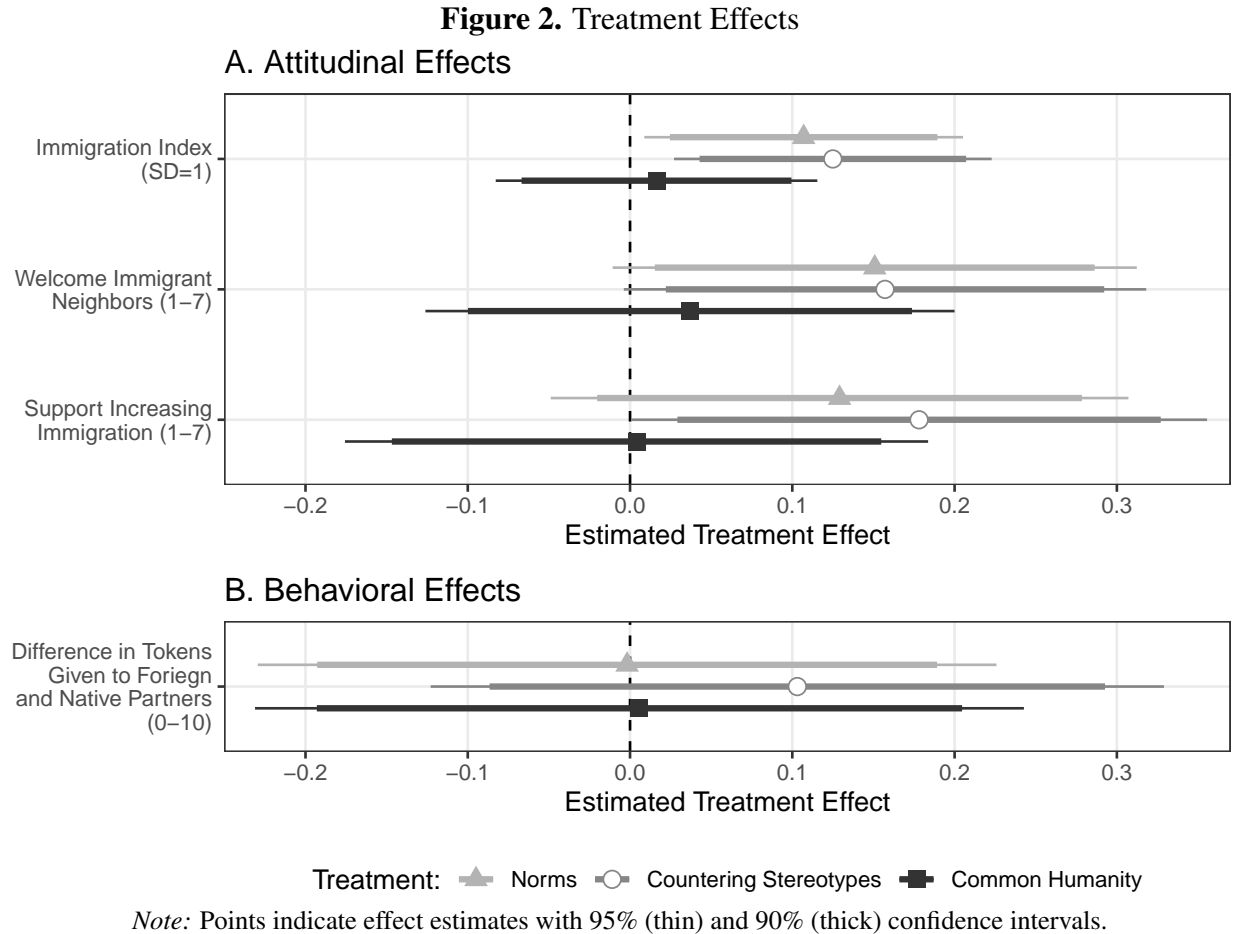 Figure 2. Treatment Effects
A. Attitudinal Effects
Immigration Index
(SD=1)
Welcome Immigrant
Neighbors (1−7)
Support Increasing
Immigration (1−7)
−0.2 −0.1 0.0 0.1 0.2 0.3
Estimated Treatment Effect
B. Behavioral Effects
Difference in Tokens
Given to Foriegn
and Native Partners
(0−10)
−0.2 −0.1 0.0 0.1 0.2 0.3
Estimated Treatment Effect
Treatment: Norms Countering Stereotypes Common Humanity
Note: Points indicate effect estimates with 95% (thin) and 90% (thick) confidence intervals.